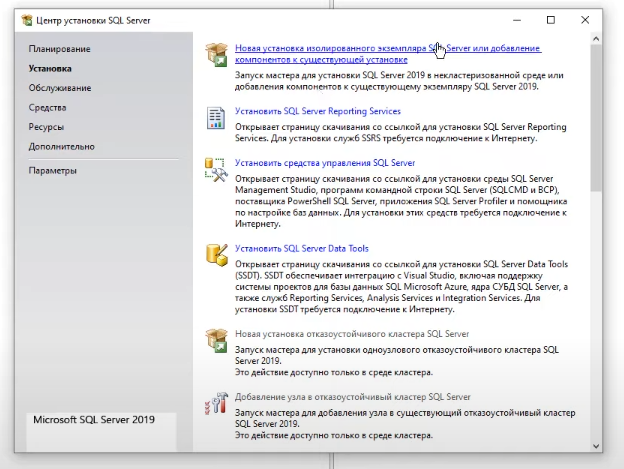 Центр установки SQL Server
Планирование
Установка
Обслуживание
Средства
Ресурсы
Дополнительно
Параметры
Microsoft SQL Server 2019
Новая установка изолированного экземпляра SQL Server или добавление
компонентов к существующей установке
Запуск мастера для установки SQL Server 2019 в некластеризованной среде или
добавления компонентов к существующему экземпляру SQL Server 2019.
Установить SQL Server Reporting Services
Открывает страницу скачивания со ссылкой для установки SQL Server Reporting
Services. Для установки служб SSRS требуется подключение к Интернету.
Установить средства управления SQL Server
Открывает страницу скачивания со ссылкой для установки среды SQL Server
Management Studio, программ командной строки SQL Server (SQLCMD и BCP),
поставщика PowerShell SQL Server, приложения SQL Server Profiler и помощника
по настройке баз данных. Для установки этих средств требуется подключение к
Интернету.
Установить SQL Server Data Tools
Открывает страницу скачивания со ссылкой для установки SQL Server Data Tools
(SSDT). SSDT обеспечивает интеграцию с Visual Studio, включая поддержку
системы проектов для базы данных SQL Microsoft Azure, ядра СУБД SQL Server, а
также служб Reporting Services, Analysis Services и Integration Services. Для
установки SSDT требуется подключение к Интернету.
Новая установка отказоустойчивого кластера SQL Server
Запуск мастера для установки одноузлового отказоустойчивого кластера SQL
Server 2019.
Это действие доступно только в среде кластера.
Добавление узла в отказоустойчивый кластер SQL Server
Запуск мастера для добавления узла в существующий отказоустойчивый кластер
SQL Server 2019.
Это действие доступно только в среде кластера.